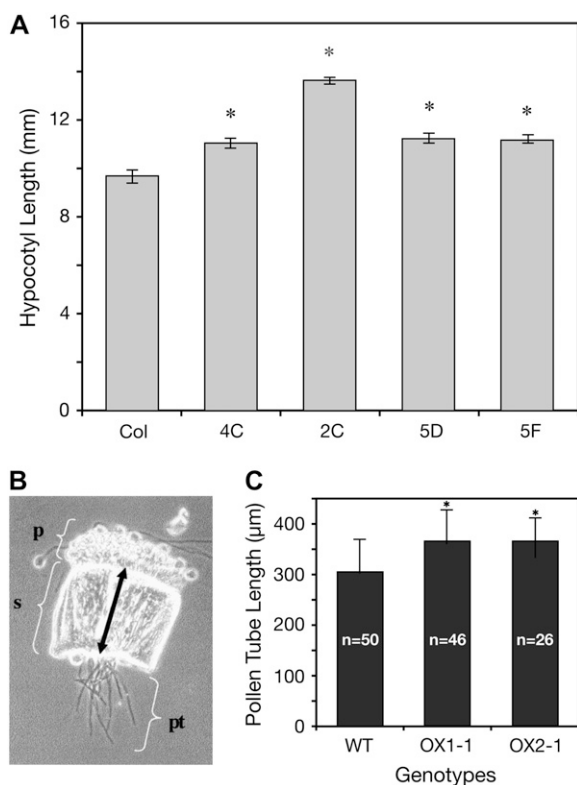 A
Hypocotyl Length (mm)
16
12
8
4
0
* * * *
Col 4C 2C 5D 5F
B
p
s
pt
C
Pollen Tube Length (µm)
400
300
200
100
0
* *
n=50 n=46 n=26
WT OX1-1 OX2-1
Genotypes